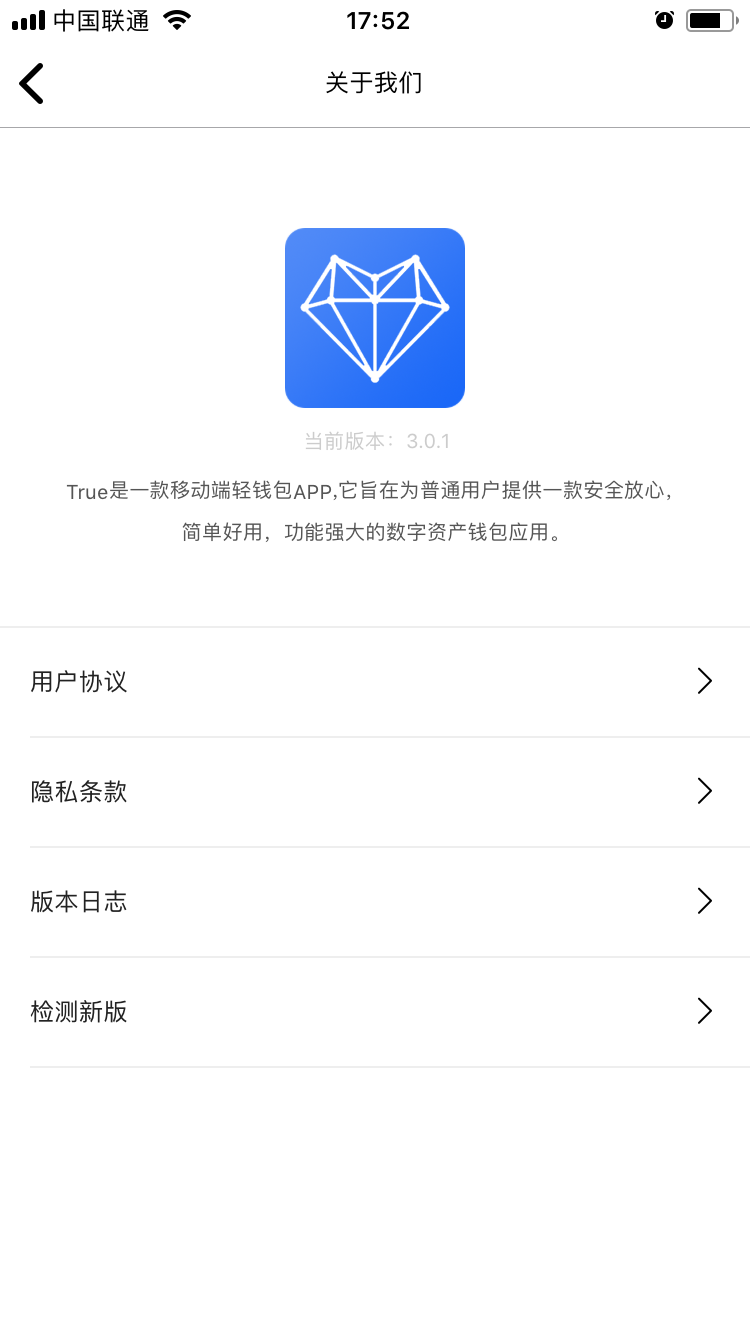 中国联通
17:52
关于我们
当前版本：3.0.1
True是一款移动端轻钱包APP,它旨在为普通用户提供一款安全放心，
简单好用，功能强大的数字资产钱包应用。
用户协议
隐私条款
版本日志
检测新版